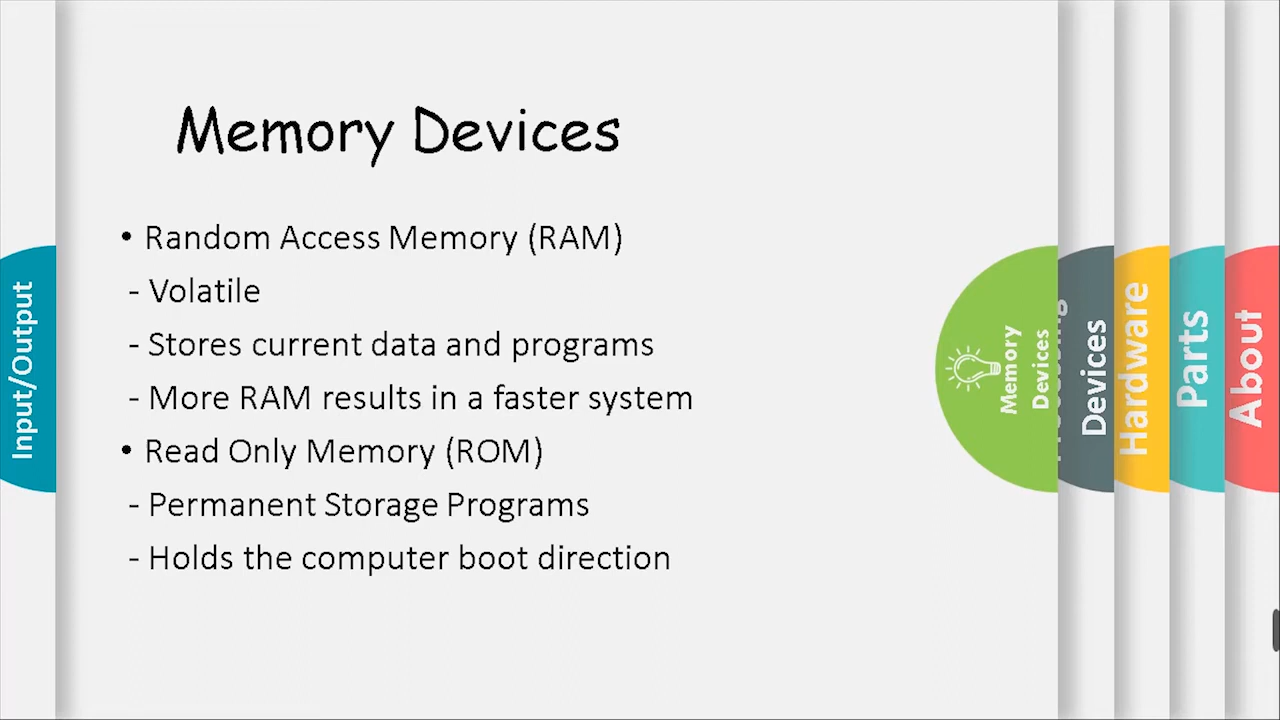 Memory Devices
• Random Access Memory (RAM)
- Volatile
- Stores current data and programs
- More RAM results in a faster system
• Read Only Memory (ROM)
- Permanent Storage Programs
- Holds the computer boot direction
Input/Output
Memory
Devices
Devices
Hardware
Parts
About